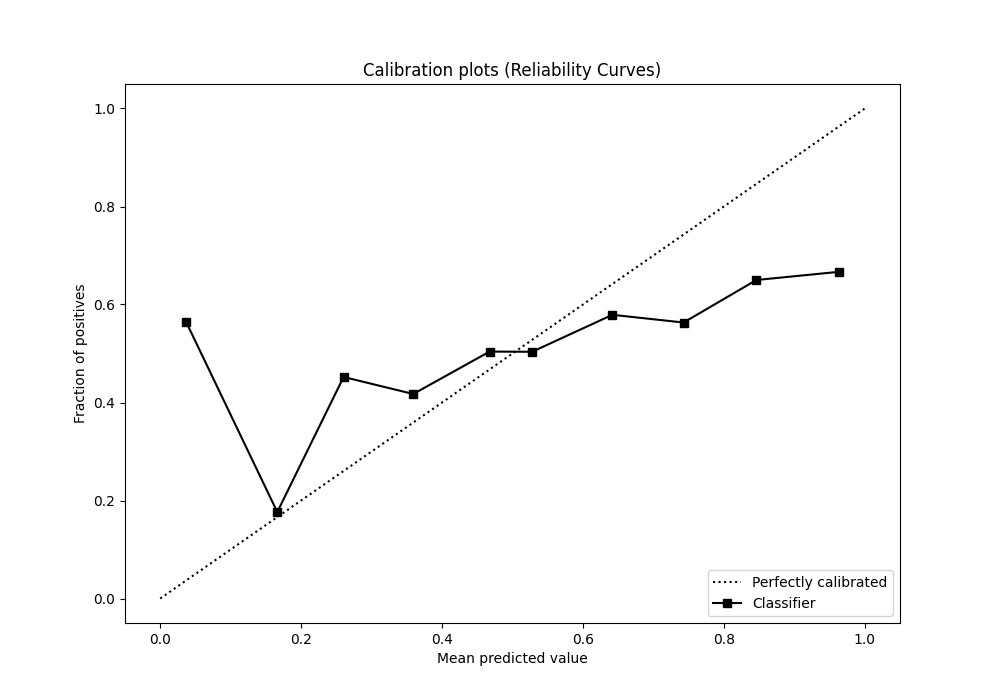 Calibration plots (Reliability Curves)
1.0
0.8
0.6
0.4
0.2
0.0
Fraction of positives
0.0 0.2 0.4 0.6 0.8 1.0
Mean predicted value
Perfectly calibrated
Classifier